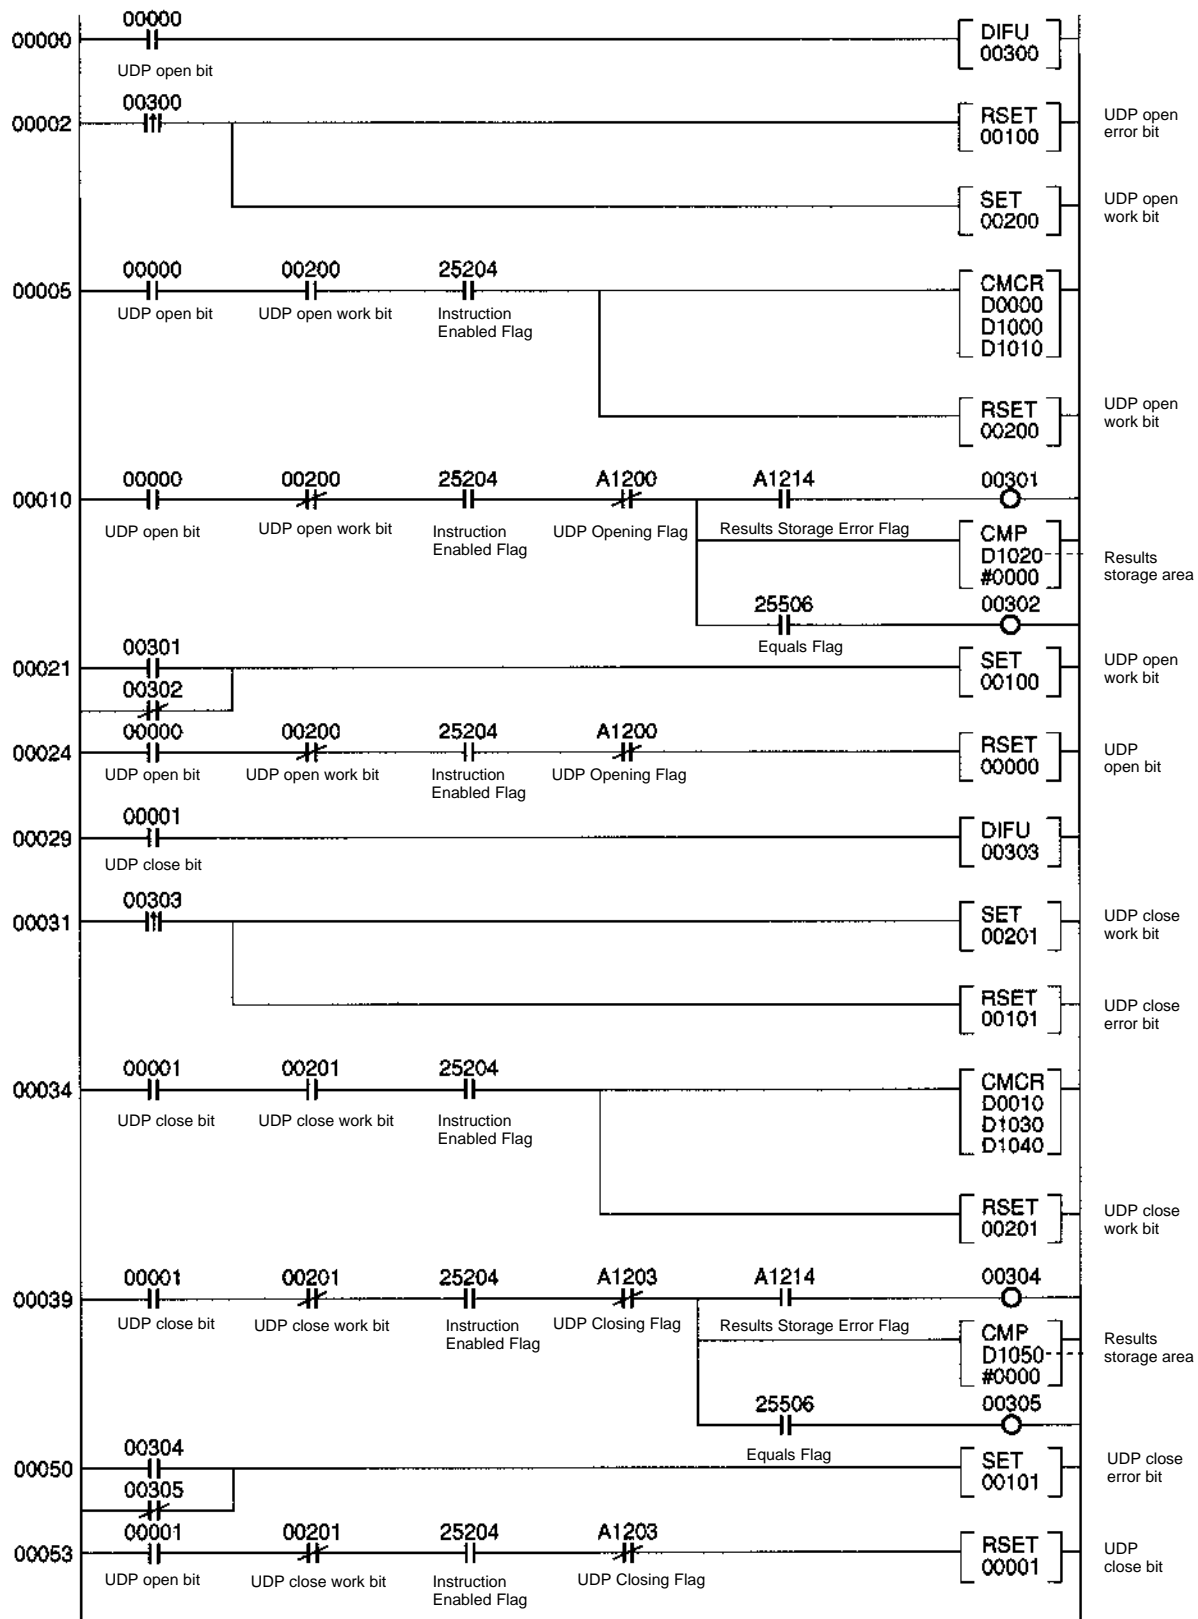 00000
00000
DIFU
00300
UDP open bit
00300
00002
RSET
00100
UDP open
error bit
SET
00200
UDP open
work bit
00000 00200 25204
00005
CMCR
D0000
D1000
D1010
UDP open bit UDP open work bit Instruction
Enabled Flag
RSET
00200
UDP open
work bit
00000 00200 25204 A1200 A1214 00301
00010
UDP open bit UDP open work bit Instruction
Enabled Flag UDP Opening Flag Results Storage Error Flag
CMP
D1020
#0000
Results
storage area
25506 00302
Equals Flag
00301
00021
SET
00100
UDP open
work bit
00302
00000 00200 25204 A1200
00024
RSET
00000
UDP
open bit
UDP open bit UDP open work bit Instruction
Enabled Flag UDP Opening Flag
00001
00029
DIFU
00303
UDP close bit
00303
00031
SET
00201
UDP close
work bit
RSET
00101
UDP close
error bit
00001 00201 25204
00034
CMCR
D0010
D1030
D1040
UDP close bit UDP close work bit Instruction
Enabled Flag
RSET
00201
UDP close
work bit
00001 00201 25204 A1203 A1214 00304
00039
UDP close bit UDP close work bit Instruction
Enabled Flag UDP Closing Flag Results Storage Error Flag
CMP
D1050
#0000
Results
storage area
25506 00305
Equals Flag
00304
00050
SET
00101
UDP close
error bit
00305
00001 00201 25204 A1203
00053
RSET
00001
UDP
close bit
UDP open bit UDP close work bit Instruction
Enabled Flag UDP Closing Flag